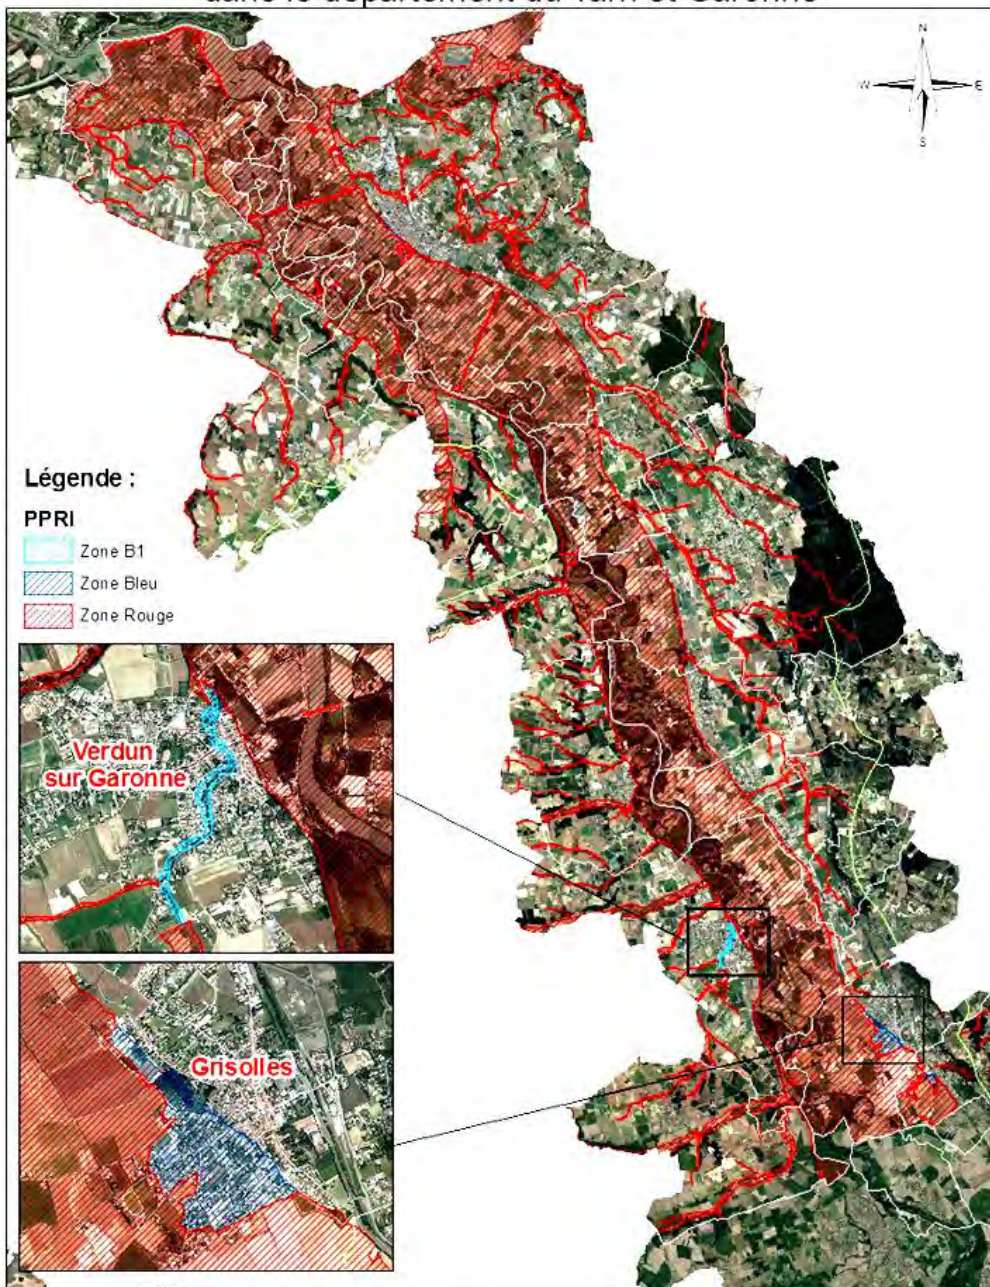 dans le département du Tarn et Garonne
N
W
E
S
Légende :
PPRI
Zone B1
Zone Bleu
Zone Rouge
Verdun
sur Garonne
Grisolles